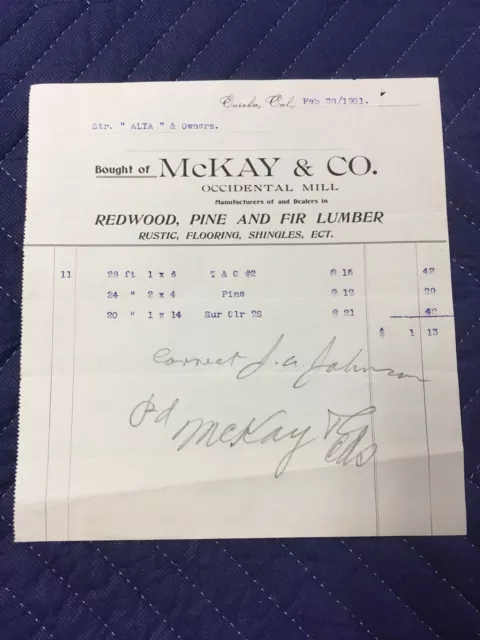 Eureka, Cal, Feb 28/1901.
Str. " ALTA " & Owners.
Bought of McKAY & CO.
OCCIDENTAL MILL
Manufacturers of and Dealers in
REDWOOD, PINE AND FIR LUMBER
RUSTIC, FLOORING, SHINGLES, ECT.
11 28 ft 1 x 6 T & G #2 @ 15 42
24 " 2 x 4 Pine @ 12 29
20 " 1 x 14 Sur Clr 2S @ 21 42
$ 1 13
Correct J. A. Johnson
Pd
McKay & Co